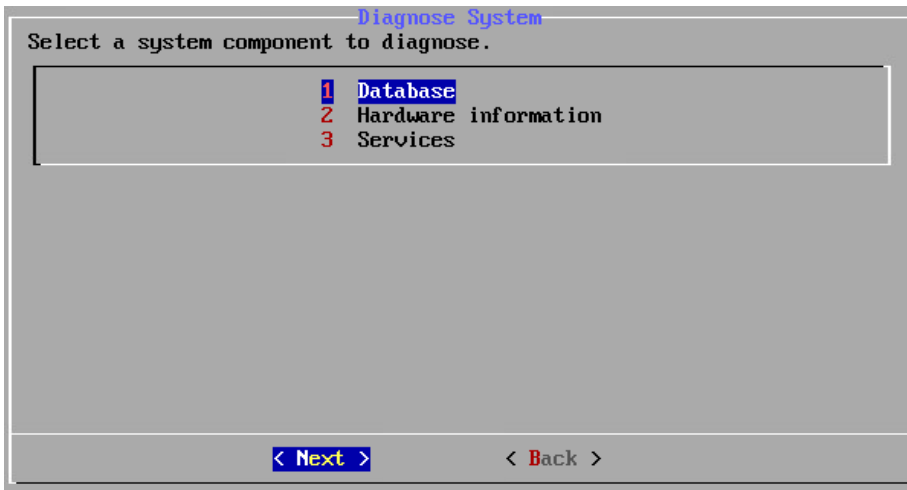 Diagnose System
Select a system component to diagnose.
1 Database
2 Hardware information
3 Services
< Next > < Back >